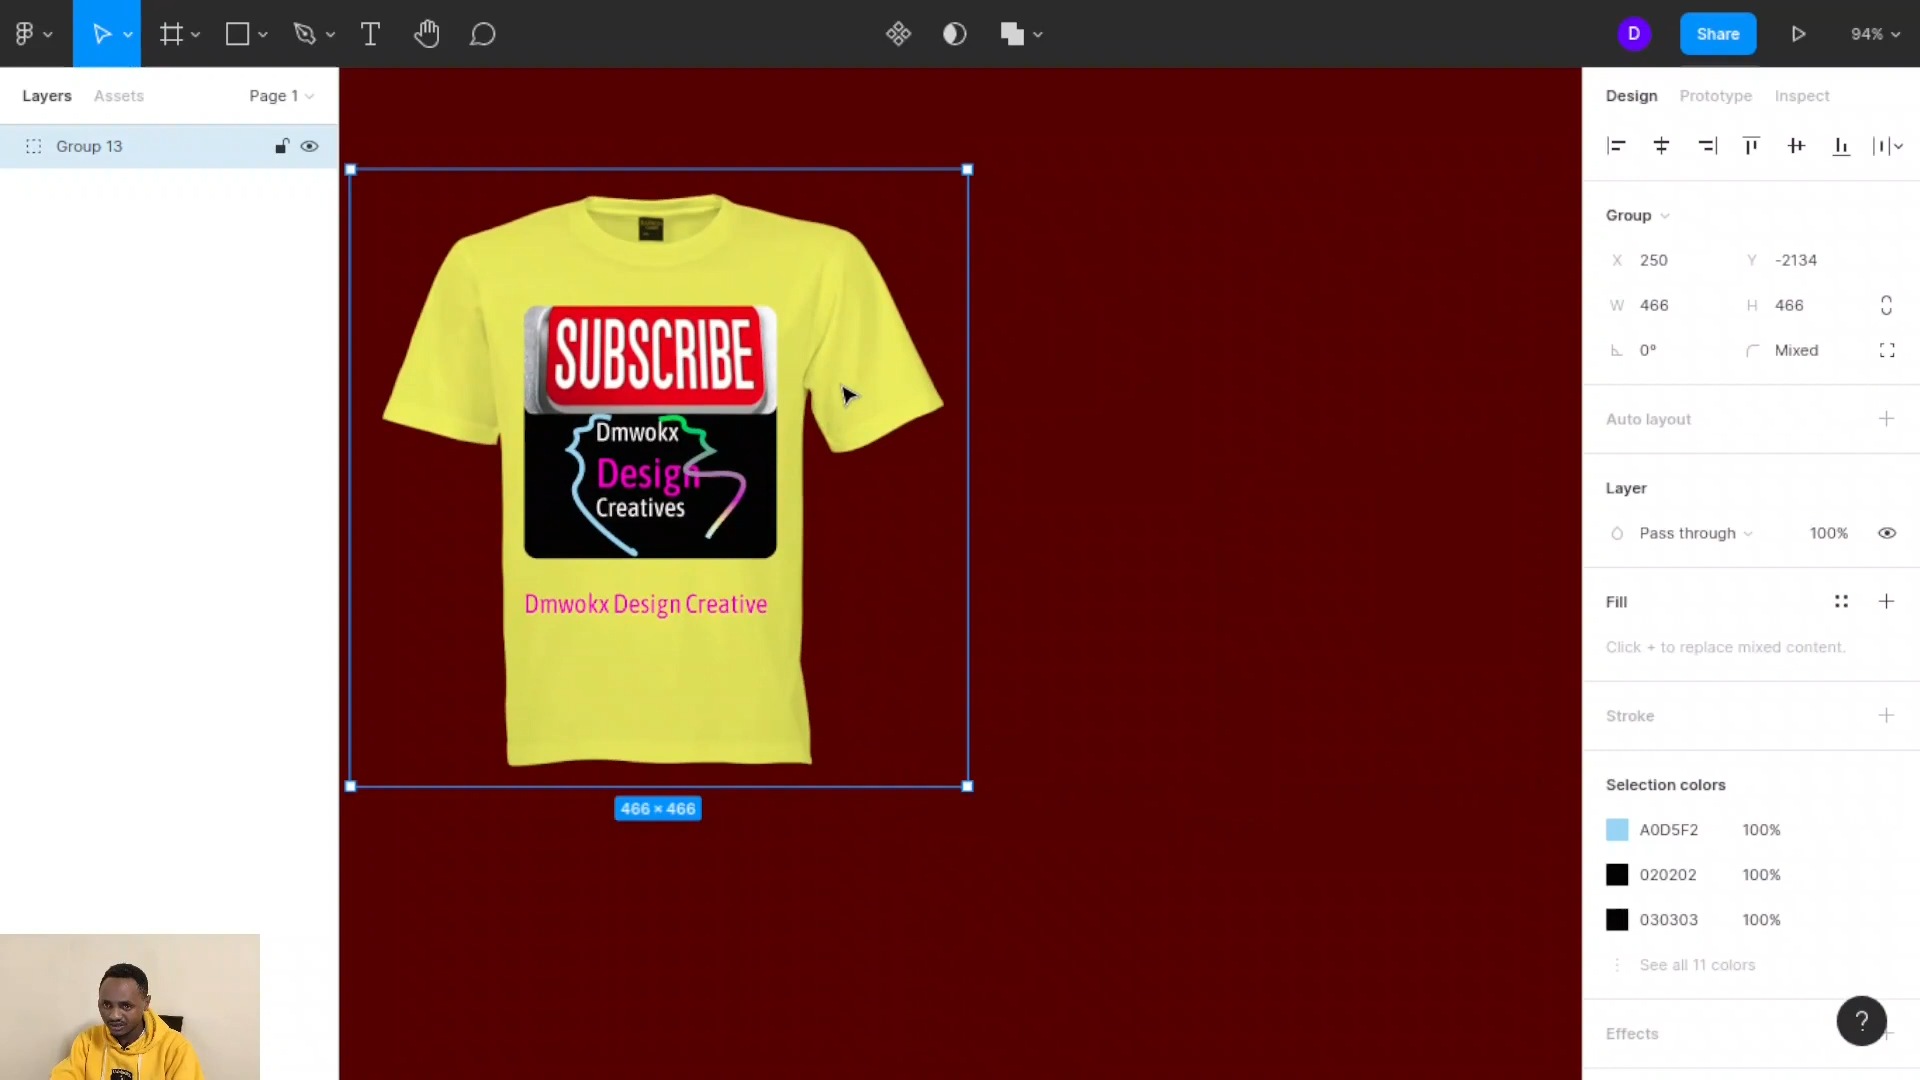 D
Share
94%
Layers
Assets
Page 1
Group 13
SUBSCRIBE
Dmwokx
Design
Creatives
Dmwokx Design Creative
466 × 466
Design
Prototype
Inspect
Group
X 250
Y -2134
W 466
H 466
0°
Mixed
Auto layout
Layer
Pass through
100%
Fill
Click + to replace mixed content.
Stroke
Selection colors
A0D5F2 100%
020202 100%
030303 100%
See all 11 colors
Effects
?